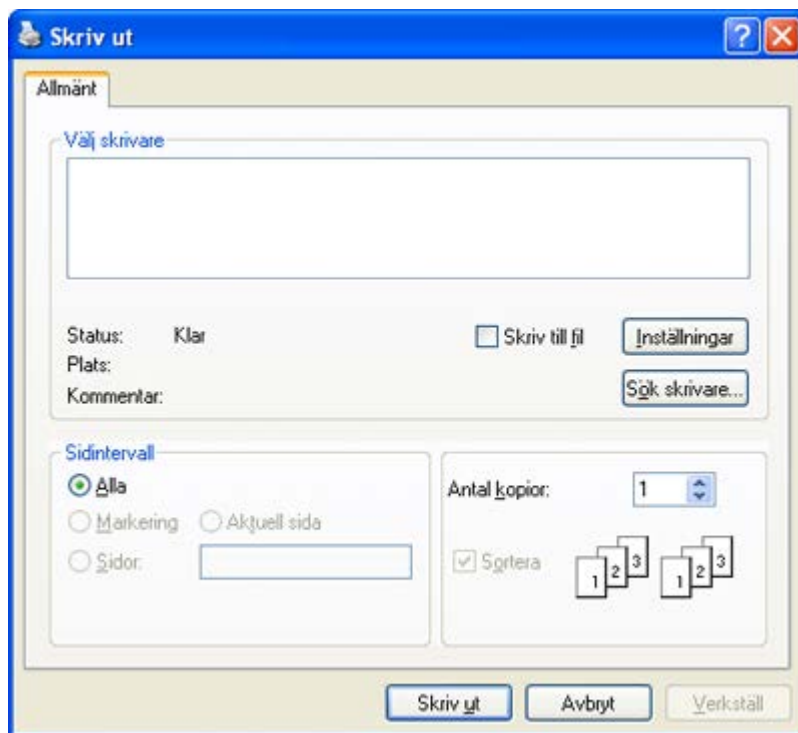 Skriv ut
Allmänt
Välj skrivare
Status: Klar
Skriv till fil
Inställningar
Plats:
Kommentar:
Sök skrivare...
Sidintervall
Alla
Markering
Aktuell sida
Sidor:
Antal kopior: 1
Sortera
1 2 3 1 2 3
Skriv ut
Avbryt
Verkställ